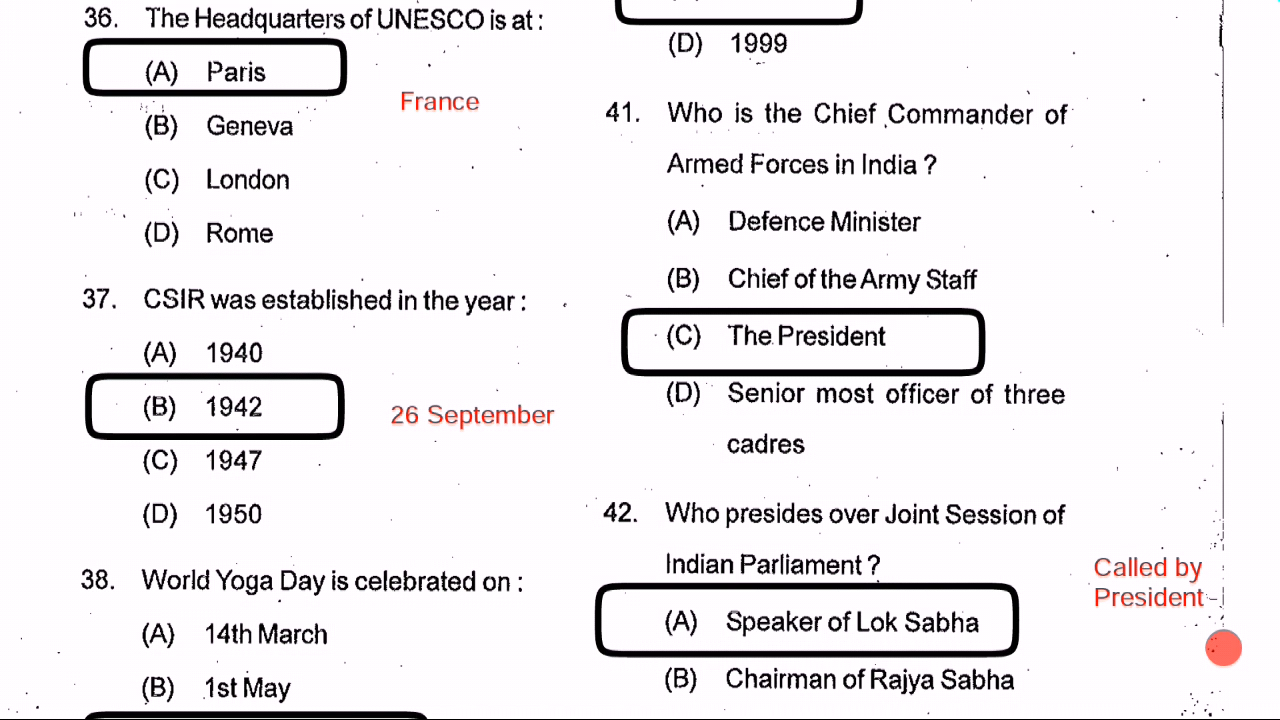 36. The Headquarters of UNESCO is at :
(A) Paris
France
(B) Geneva
(C) London
(D) Rome
37. CSIR was established in the year :
(A) 1940
(B) 1942
26 September
(C) 1947
(D) 1950
38. World Yoga Day is celebrated on :
(A) 14th March
(B) 1st May
(D) 1999
41. Who is the Chief Commander of
Armed Forces in India ?
(A) Defence Minister
(B) Chief of the Army Staff
(C) The President
(D) Senior most officer of three
cadres
42. Who presides over Joint Session of
Indian Parliament ?
Called by
President
(A) Speaker of Lok Sabha
(B) Chairman of Rajya Sabha